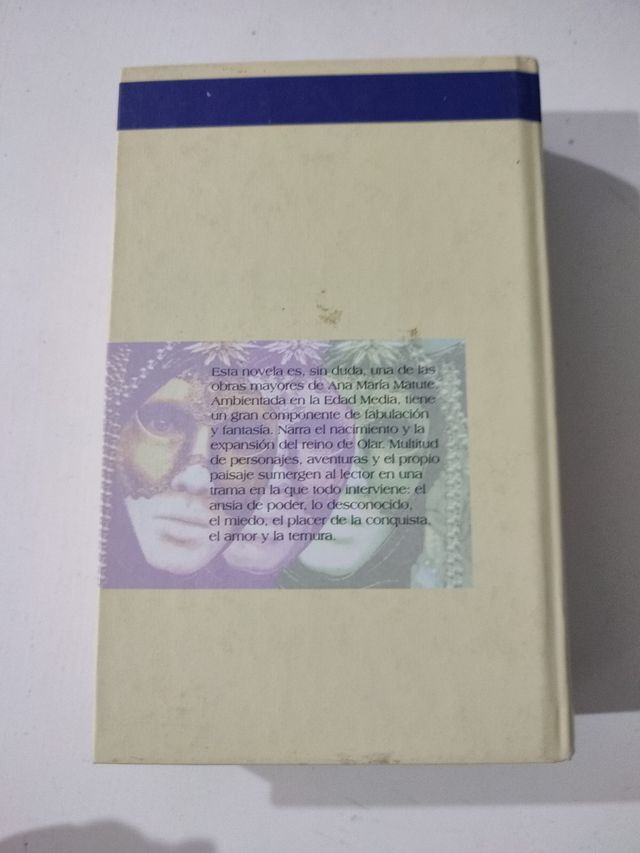 Esta novela es, sin duda, una de las
obras mayores de Ana María Matute.
Ambientada en la Edad Media, tiene
un gran componente de fabulación
y fantasía. Narra el nacimiento y la
expansión del reino de Olar. Multitud
de personajes, aventuras y el propio
paisaje sumergen al lector en una
trama en la que todo interviene: el
ansia de poder, lo desconocido,
el miedo, el placer de la conquista,
el amor y la ternura.